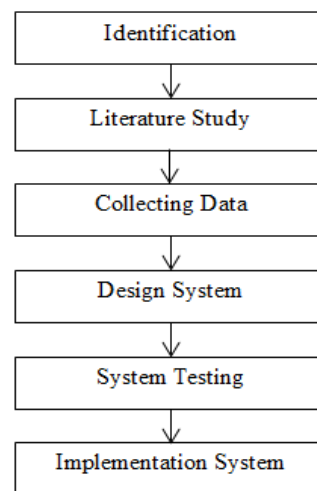 Identification
Literature Study
Collecting Data
Design System
System Testing
Implementation System